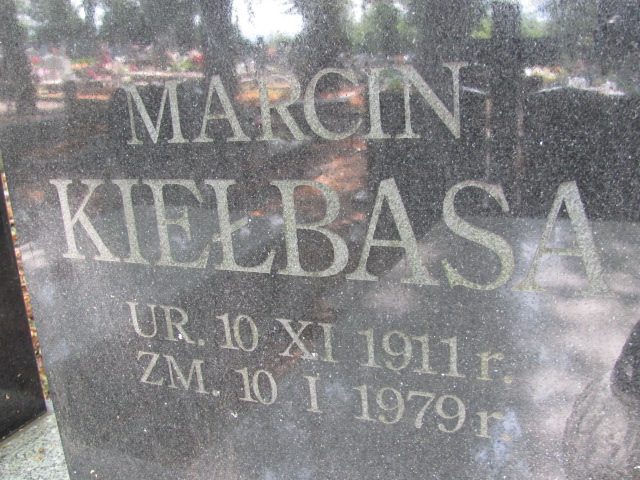 MARCIN
KIEŁBASA
UR. 10 XI 1911 r.
ZM. 10 I 1979 r.